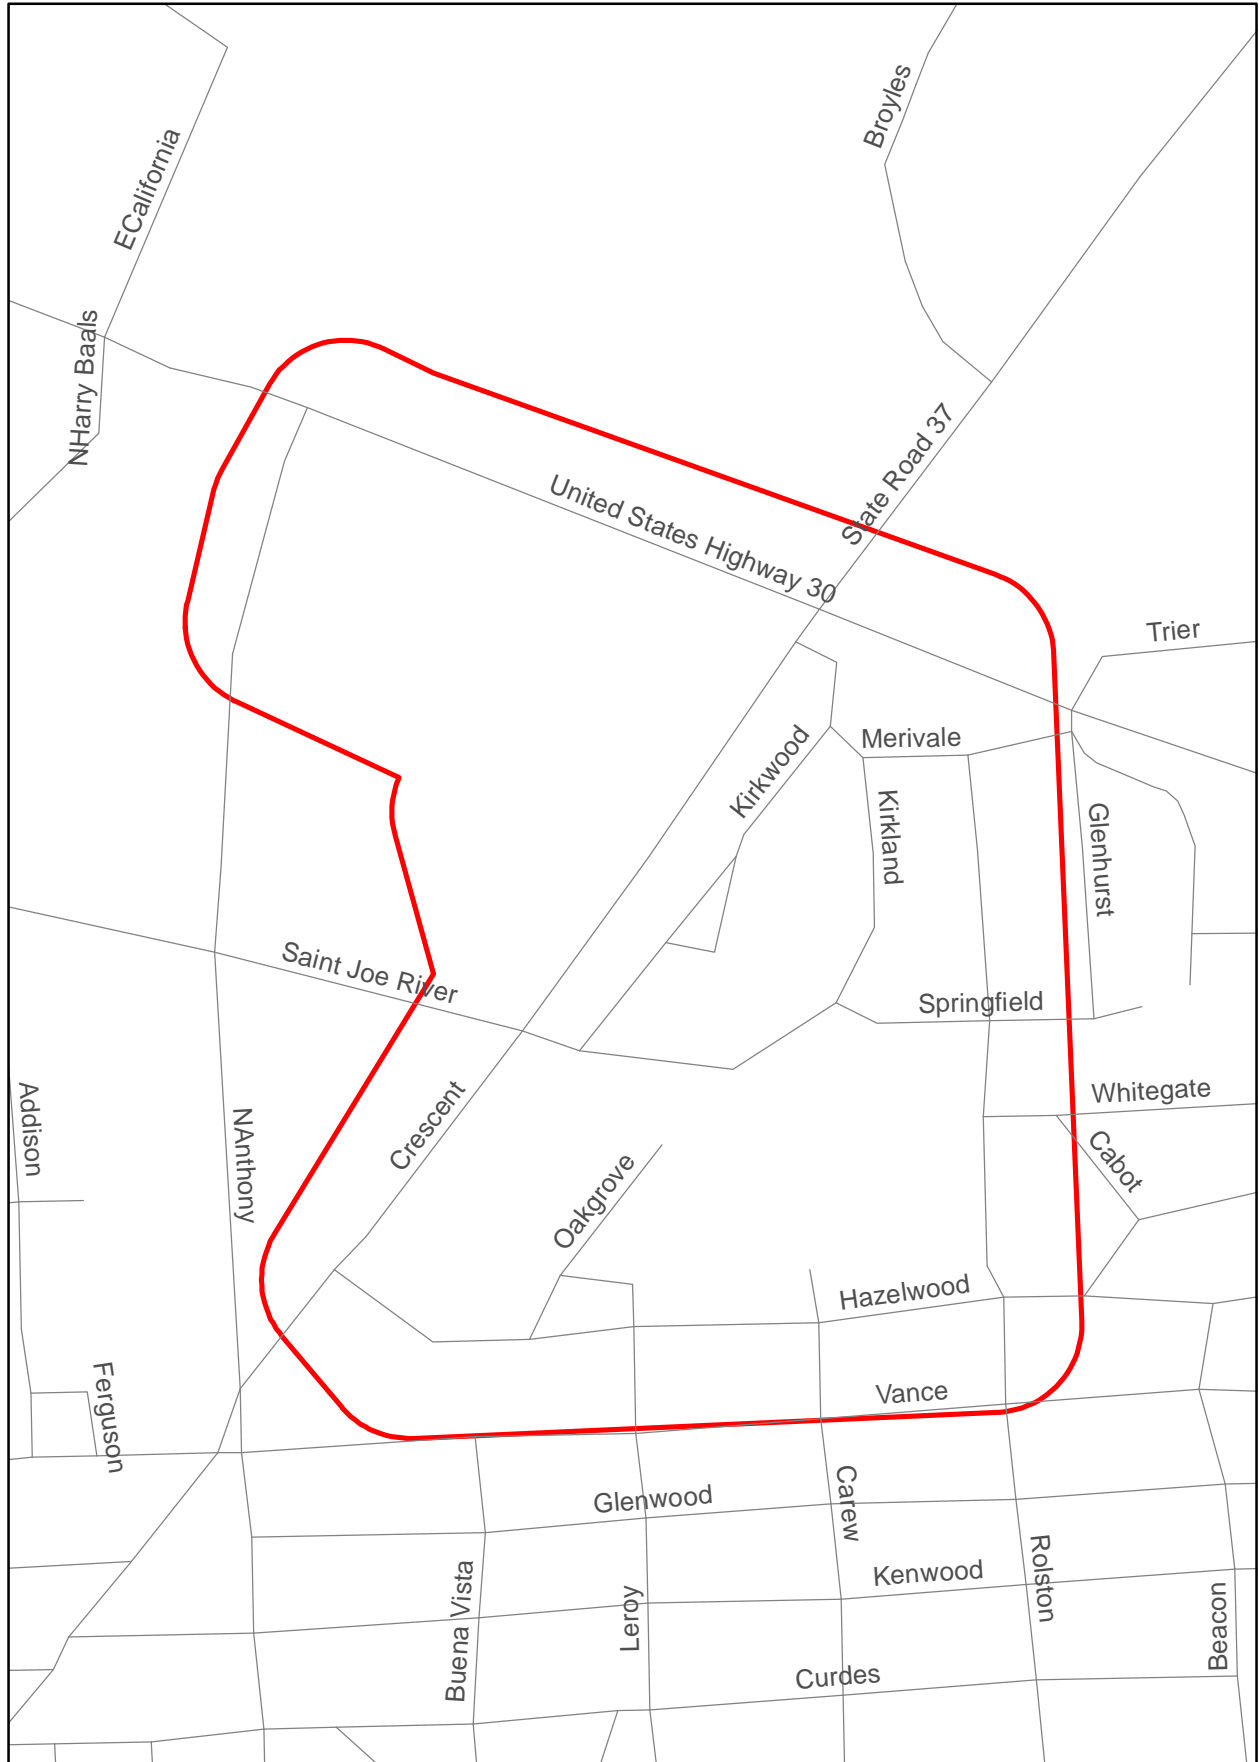 Broyles
ECalifornia
NHarry Baals
State Road 37
United States Highway 30
Trier
Merivale
Kirkwood
Kirkland
Glenhurst
Saint Joe River
Springfield
Addison
NAnthony
Crescent
Whitegate
Cabot
Oakgrove
Hazelwood
Ferguson
Vance
Glenwood
Carew
Kenwood
Rolston
Buena Vista
Leroy
Beacon
Curdes